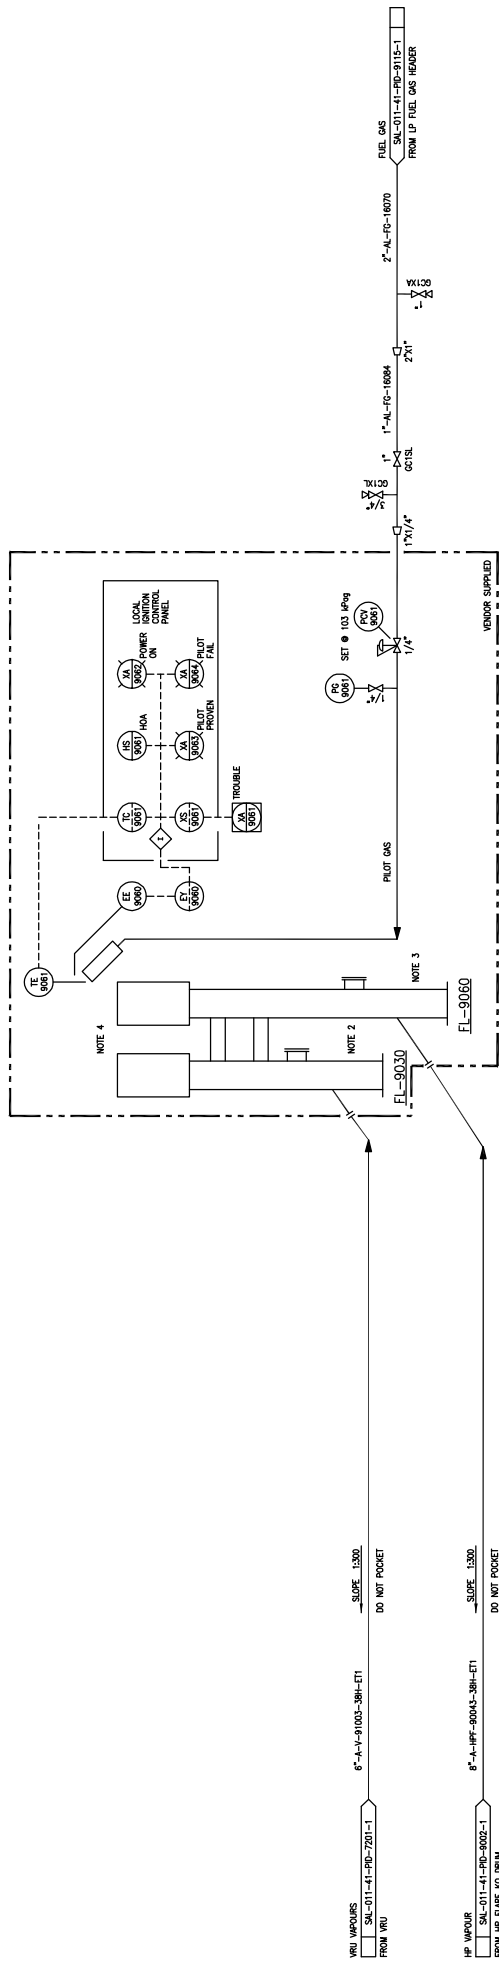 FUEL GAS
SAL-011-41-PID-9115-1
FROM LP FUEL GAS HEADER
2"-AL-FG-16070
GC1XA
1"
2"X1"
1"-AL-FG-16084
1"
GC1SL
GC1XL
3/4"
1"X1/4"
VENDOR SUPPLIED
LOCAL
IGNITION
CONTROL
PANEL
XA
9062
POWER
ON
XA
9064
PILOT
FAIL
HS
9061
HOA
XA
9063
PILOT
PROVEN
TC
9061
XS
9061
I
XA
9061
TROUBLE
SET @ 103 kPag
PCV
9061
1/4"
PG
9061
1/4"
PILOT GAS
EE
9060
EY
9060
TE
9061
NOTE 4
NOTE 3
FL-9060
NOTE 2
FL-9030
SLOPE 1:300
DO NOT POCKET
6"-A-V-91003-38H-ET1
VRU VAPOURS
SAL-011-41-PID-7201-1
FROM VRU
SLOPE 1:300
DO NOT POCKET
8"-A-HPF-90043-38H-ET1
HP VAPOUR
SAL-011-41-PID-9002-1
FROM HP FLARE KO DRUM